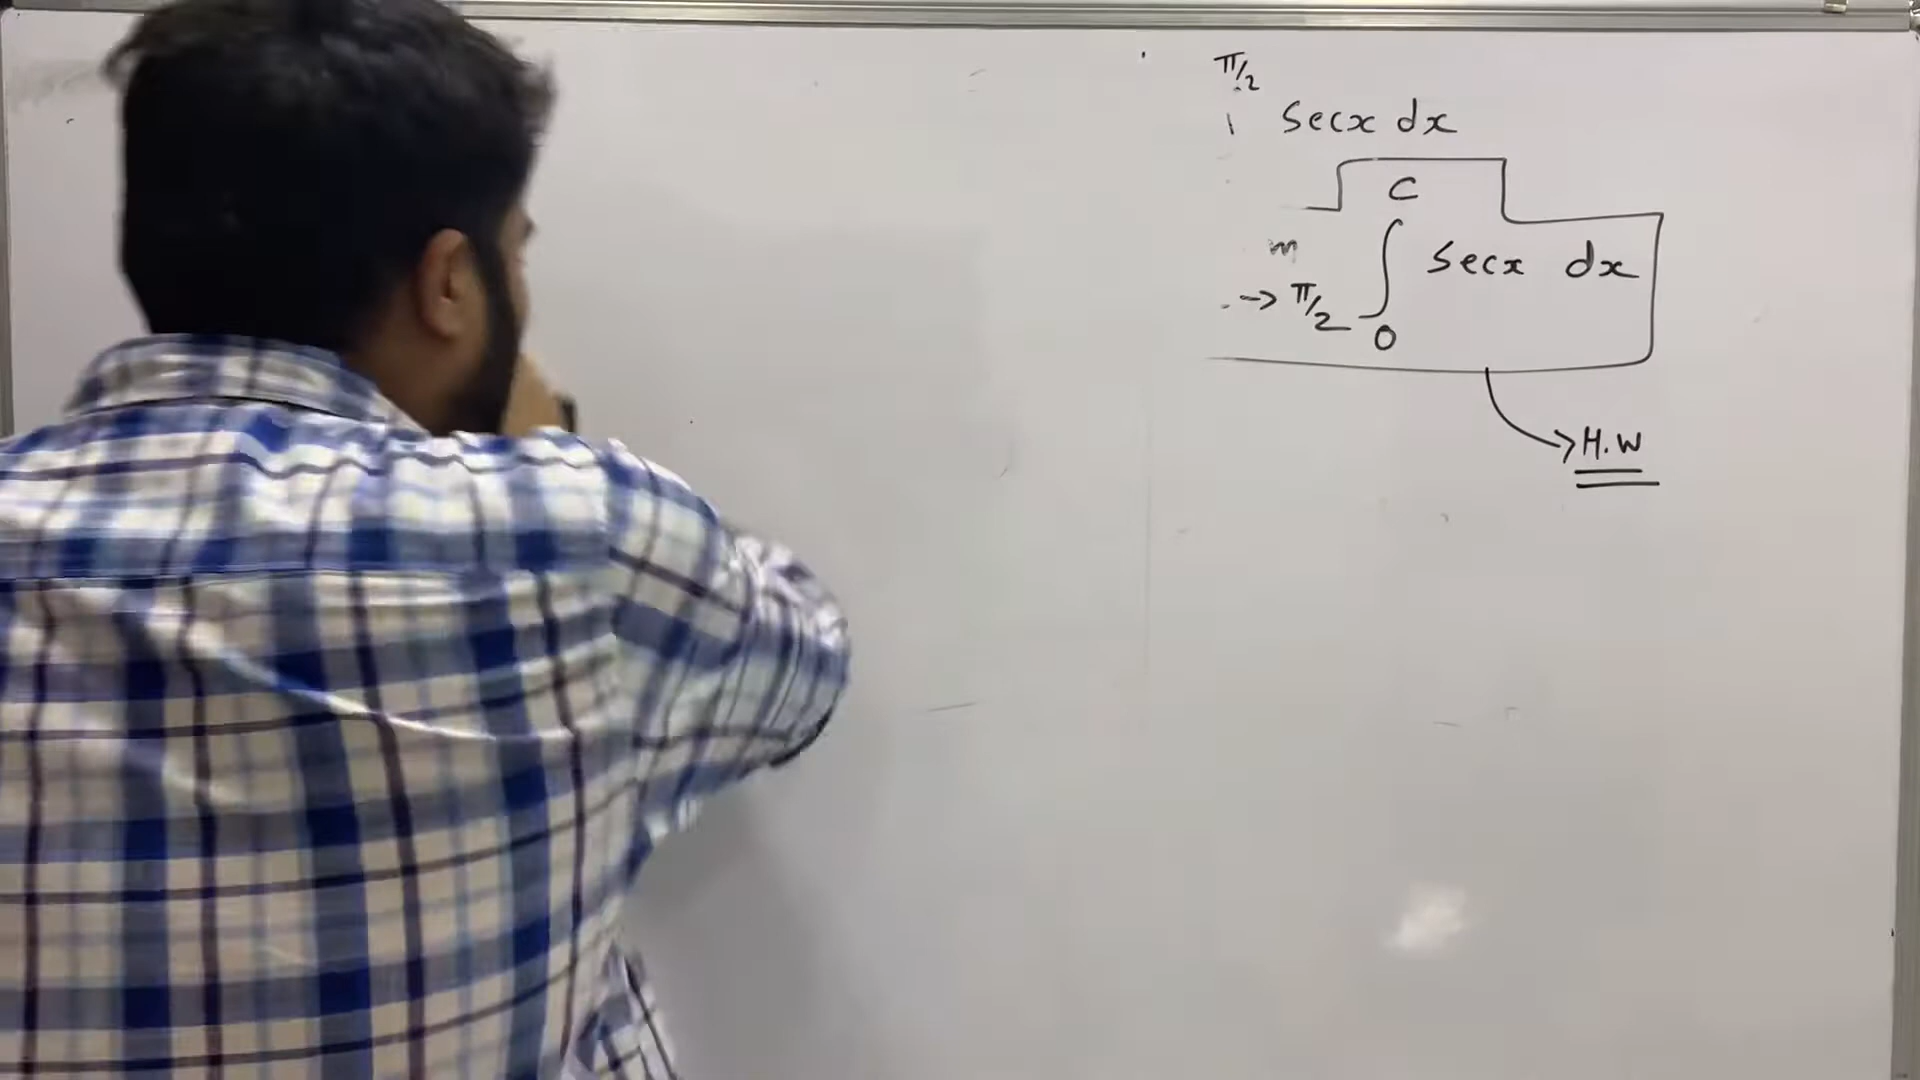 π/2
secx dx
C
m ∫ secx dx
-> π/2 0
-> H.W